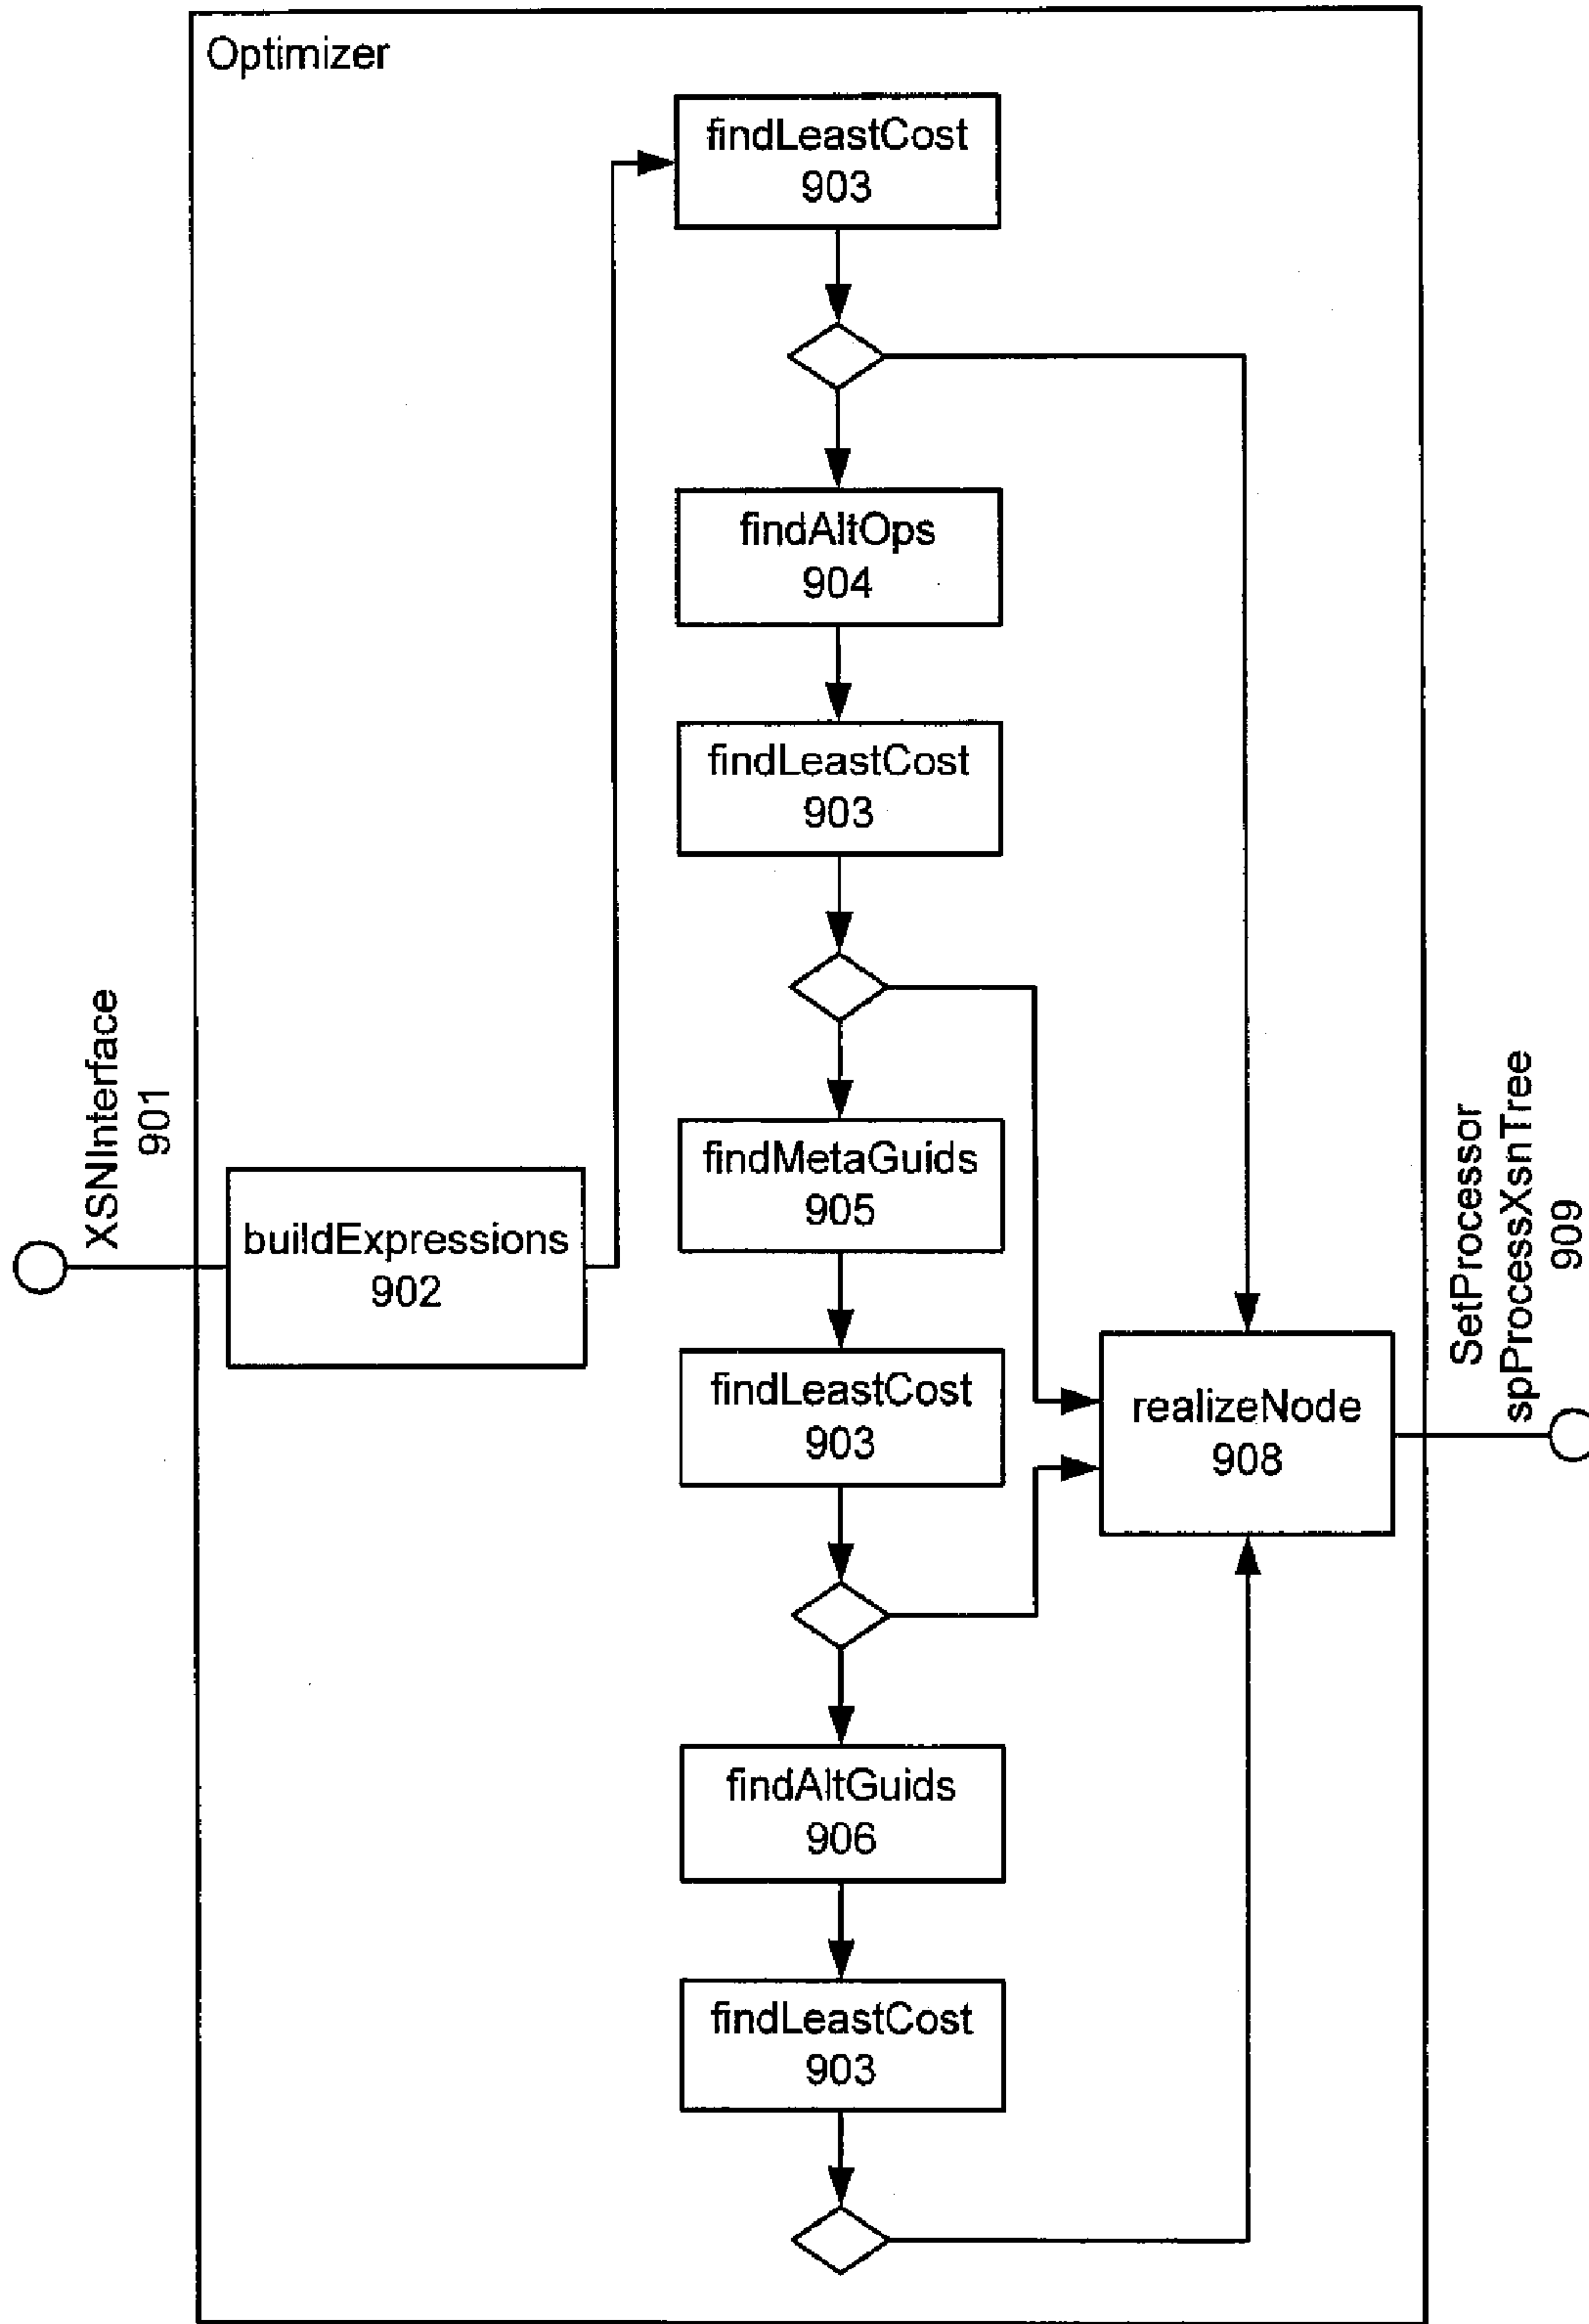 Optimizer
findLeastCost
903
findAltOps
904
findLeastCost
903
XSNInterface
901
buildExpressions
902
findMetaGuids
905
findLeastCost
903
realizeNode
908
SetProcessor
spProcessXsnTree
909
findAltGuids
906
findLeastCost
903